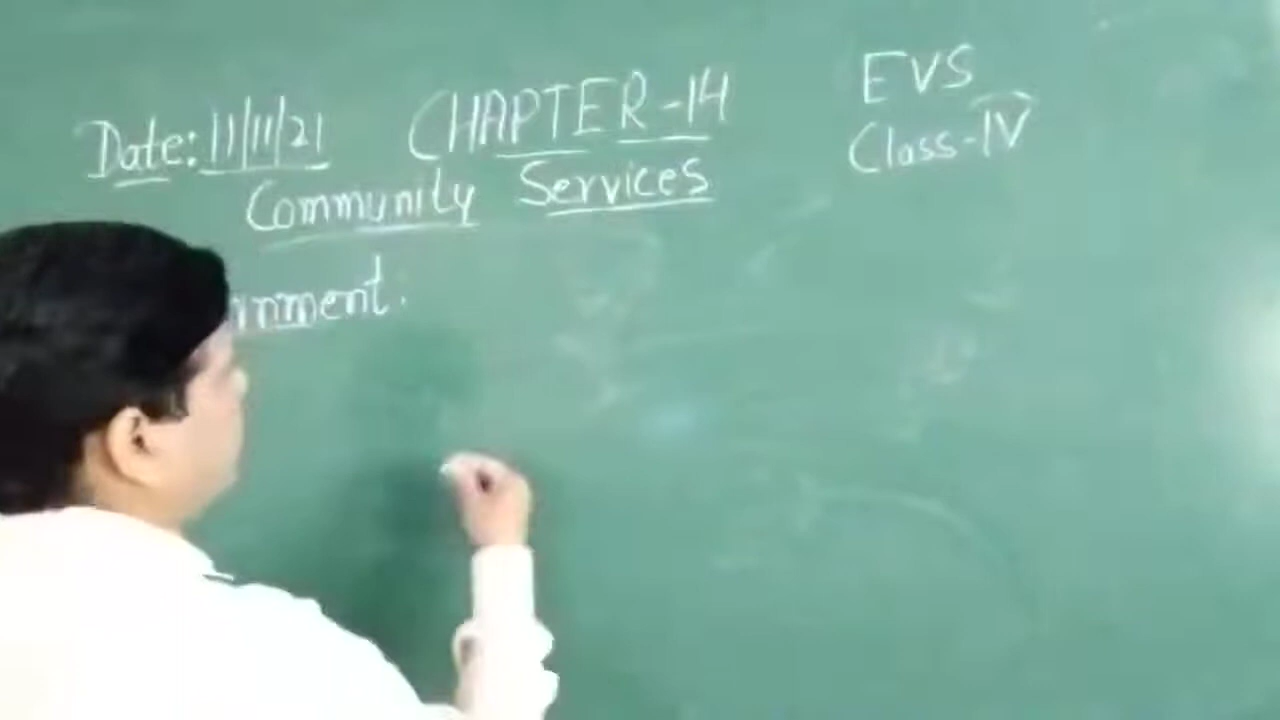 Date: 11/11/21 CHAPTER-14 EVS
Class-IV
Community Services